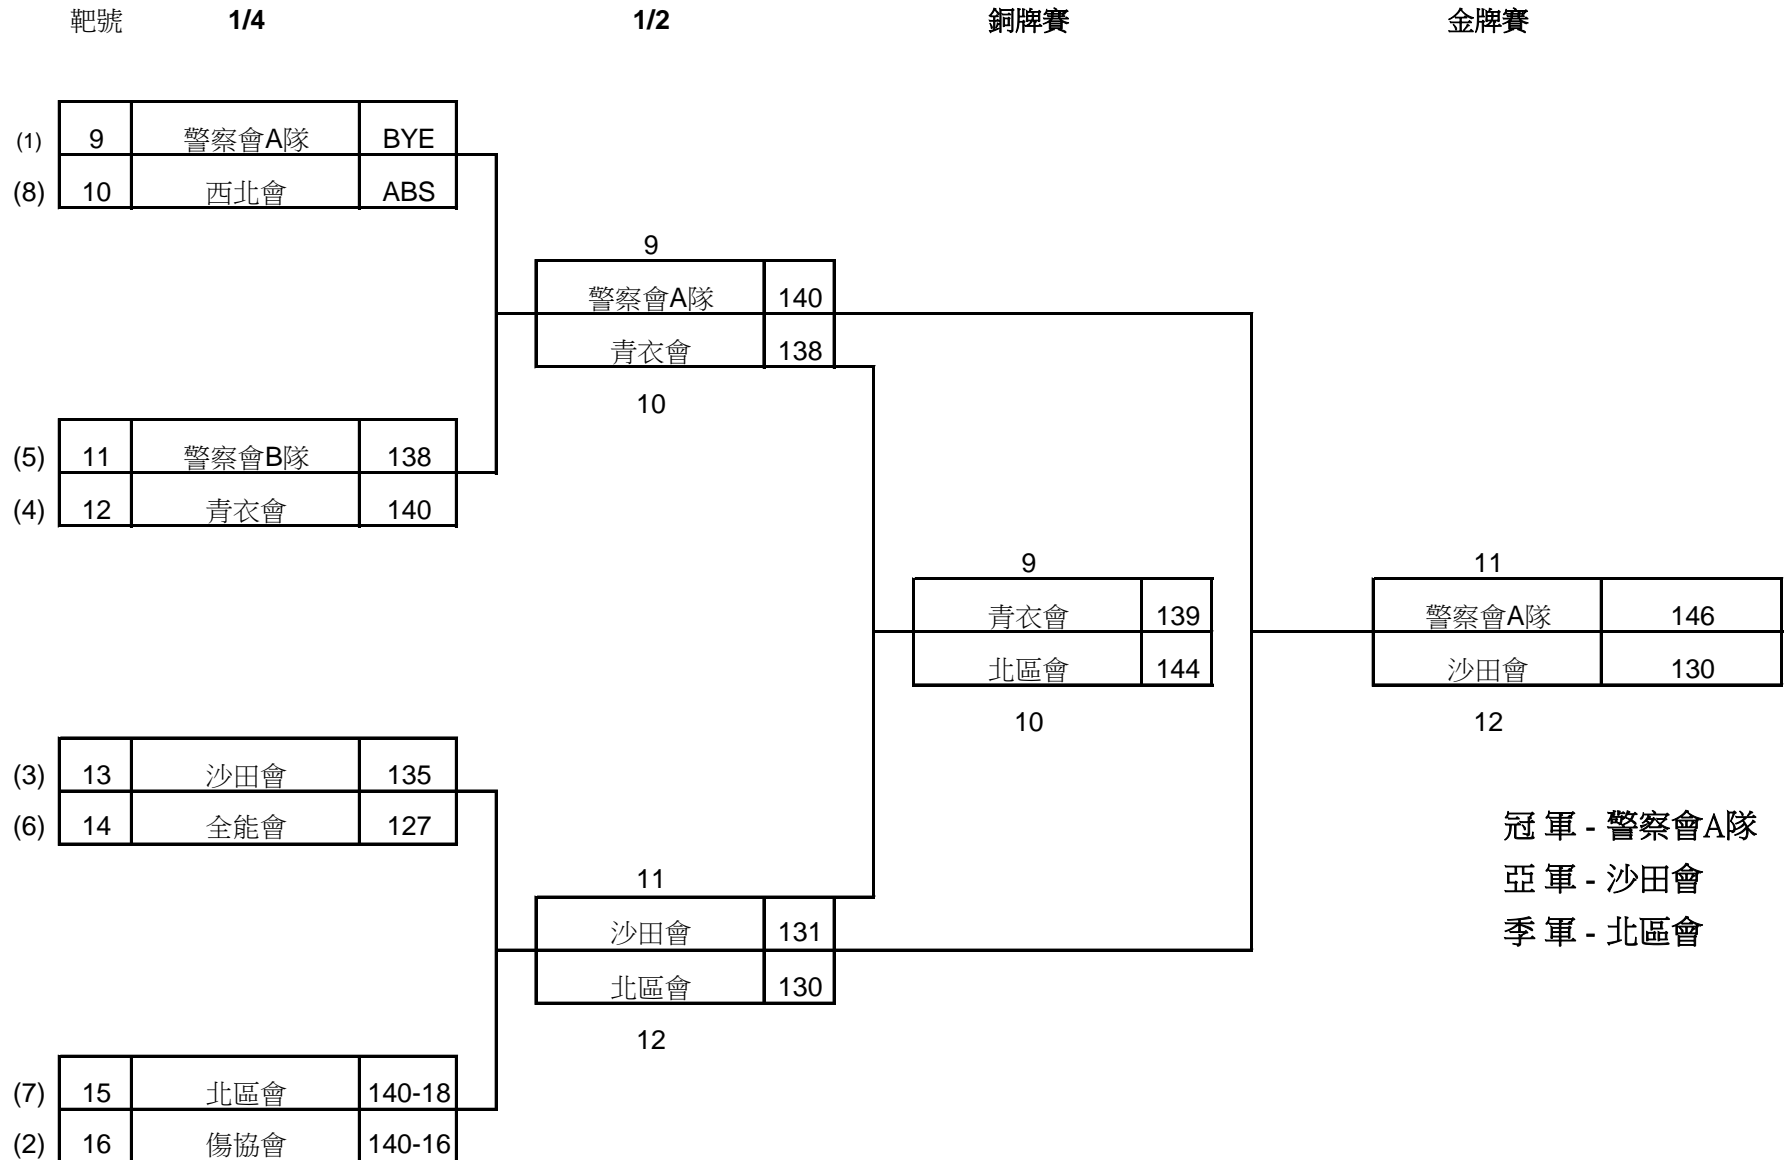 靶號 1/4 1/2 銅牌賽 金牌賽
(1) 9 警察會A隊 BYE
(8) 10 西北會 ABS
9
警察會A隊 140
青衣會 138
10
(5) 11 警察會B隊 138
(4) 12 青衣會 140
9 11
青衣會 139 警察會A隊 146
北區會 144 沙田會 130
10 12
(3) 13 沙田會 135
(6) 14 全能會 127
冠 軍 - 警察會A隊
亞 軍 - 沙田會
季 軍 - 北區會
11
沙田會 131
北區會 130
12
(7) 15 北區會 140-18
(2) 16 傷協會 140-16